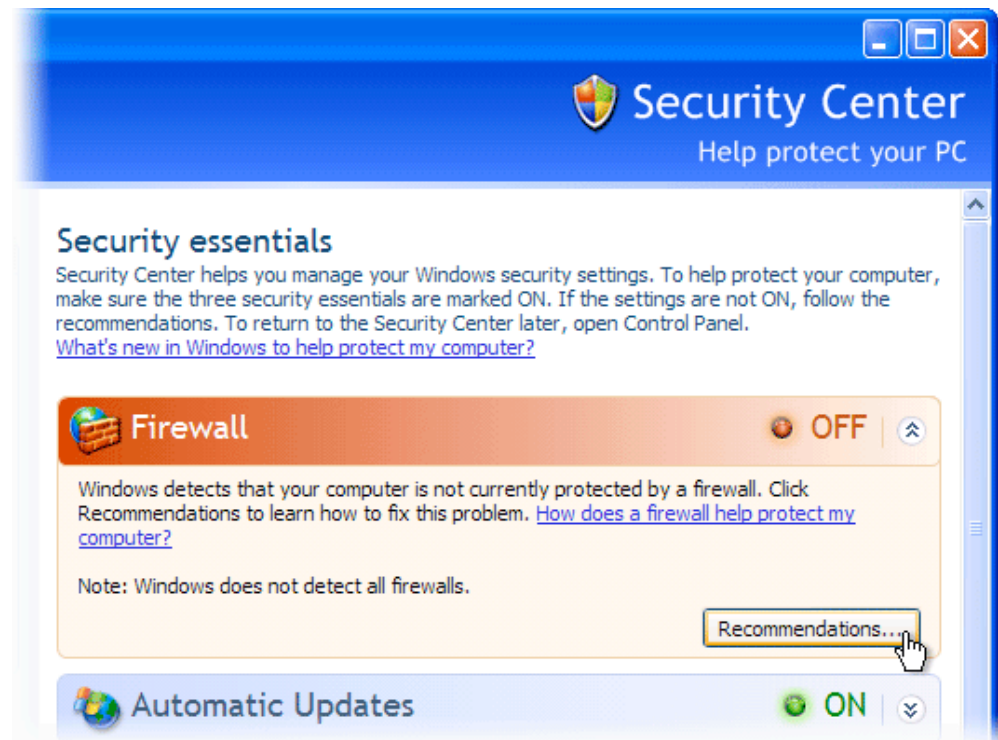 Security Center
Help protect your PC
Security essentials
Security Center helps you manage your Windows security settings. To help protect your computer,
make sure the three security essentials are marked ON. If the settings are not ON, follow the
recommendations. To return to the Security Center later, open Control Panel.
What's new in Windows to help protect my computer?
Firewall OFF
Windows detects that your computer is not currently protected by a firewall. Click
Recommendations to learn how to fix this problem. How does a firewall help protect my
computer?
Note: Windows does not detect all firewalls.
Recommendations...
Automatic Updates ON